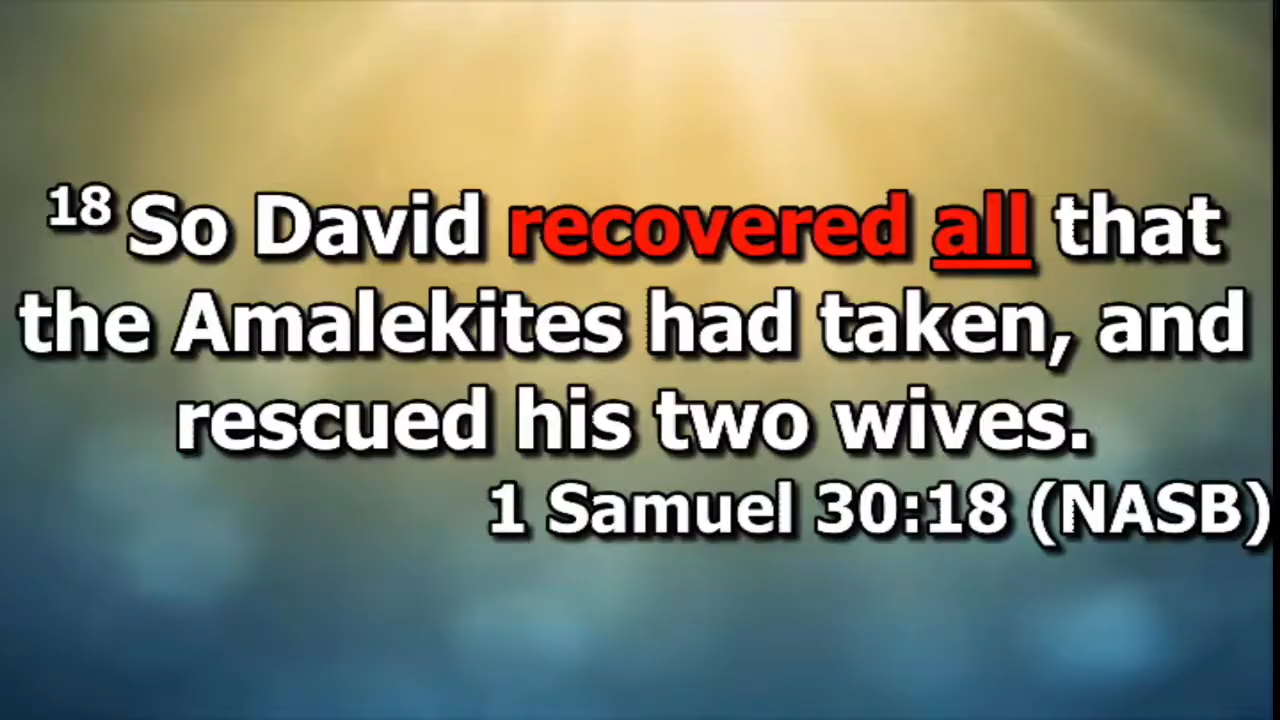 18 So David recovered all that
the Amalekites had taken, and
rescued his two wives.
1 Samuel 30:18 (NASB)